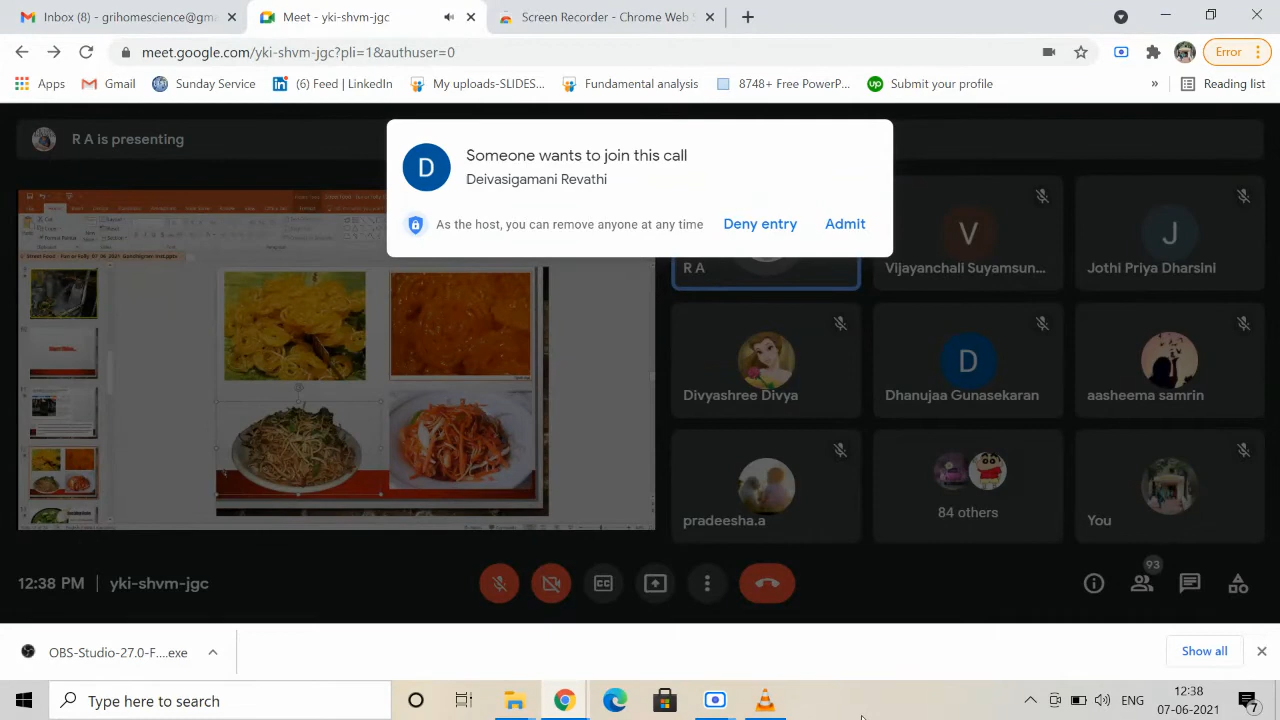 Inbox (8) - grihomescience@gm
Meet - yki-shvm-jgc
Screen Recorder - Chrome Web S
meet.google.com/yki-shvm-jgc?pli=1&authuser=0
Error
Apps
Gmail
Sunday Service
(6) Feed | LinkedIn
My uploads-SLIDES...
Fundamental analysis
8748+ Free PowerP...
Submit your profile
»
Reading list
R A is presenting
D
Someone wants to join this call
Deivasigamani Revathi
As the host, you can remove anyone at any time
Deny entry
Admit
R A
V
Vijayanchali Suyamsun...
J
Jothi Priya Dharsini
Divyashree Divya
D
Dhanujaa Gunasekaran
aasheema samrin
pradeesha.a
84 others
You
12:38 PM | yki-shvm-jgc
93
OBS-Studio-27.0-F....exe
Show all
Type here to search
ENG
12:38
07-06-2021
7